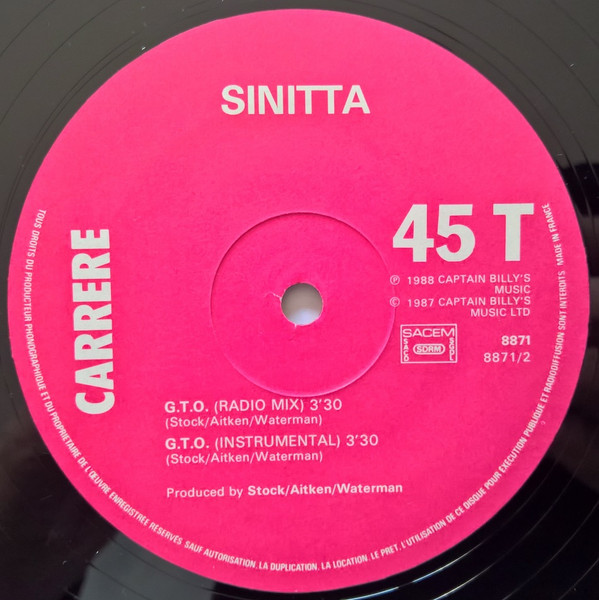 SINITTA
CARRERE
45 T
℗ 1988 CAPTAIN BILLY'S
MUSIC
© 1987 CAPTAIN BILLY'S
MUSIC LTD
SACEM
SACD
SDRM
SGDL
8871
8871/2
G.T.O. (RADIO MIX) 3'30
(Stock/Aitken/Waterman)
G.T.O. (INSTRUMENTAL) 3'30
(Stock/Aitken/Waterman)
Produced by Stock/Aitken/Waterman
TOUS DROITS DU PRODUCTEUR PHONOGRAPHIQUE ET DU PROPRIETAIRE DE L'ŒUVRE ENREGISTREE RESERVES SAUF AUTORISATION, LA DUPLICATION, LA LOCATION, LE PRET, L'UTILISATION DE CE DISQUE POUR EXECUTION PUBLIQUE ET RADIODIFFUSION SONT INTERDITS MADE IN FRANCE